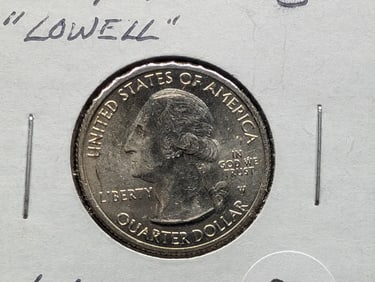 "LOWELL"
UNITED STATES OF AMERICA
LIBERTY
IN
GOD WE
TRUST
W
QUARTER DOLLAR